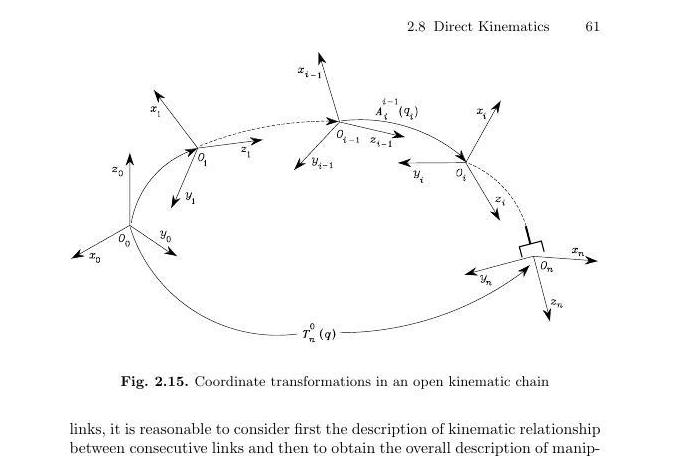 2.8 Direct Kinematics 61
x_{i-1}
A_i^{i-1}(q_i)
x_1
x_i
O_{i-1} z_{i-1}
z_1
O_1
y_{i-1}
z_0
y_i
O_i
y_1
z_i
O_0
y_0
x_0
x_n
O_n
y_n
z_n
T_n^0(q)
Fig. 2.15. Coordinate transformations in an open kinematic chain
links, it is reasonable to consider first the description of kinematic relationship
between consecutive links and then to obtain the overall description of manip-